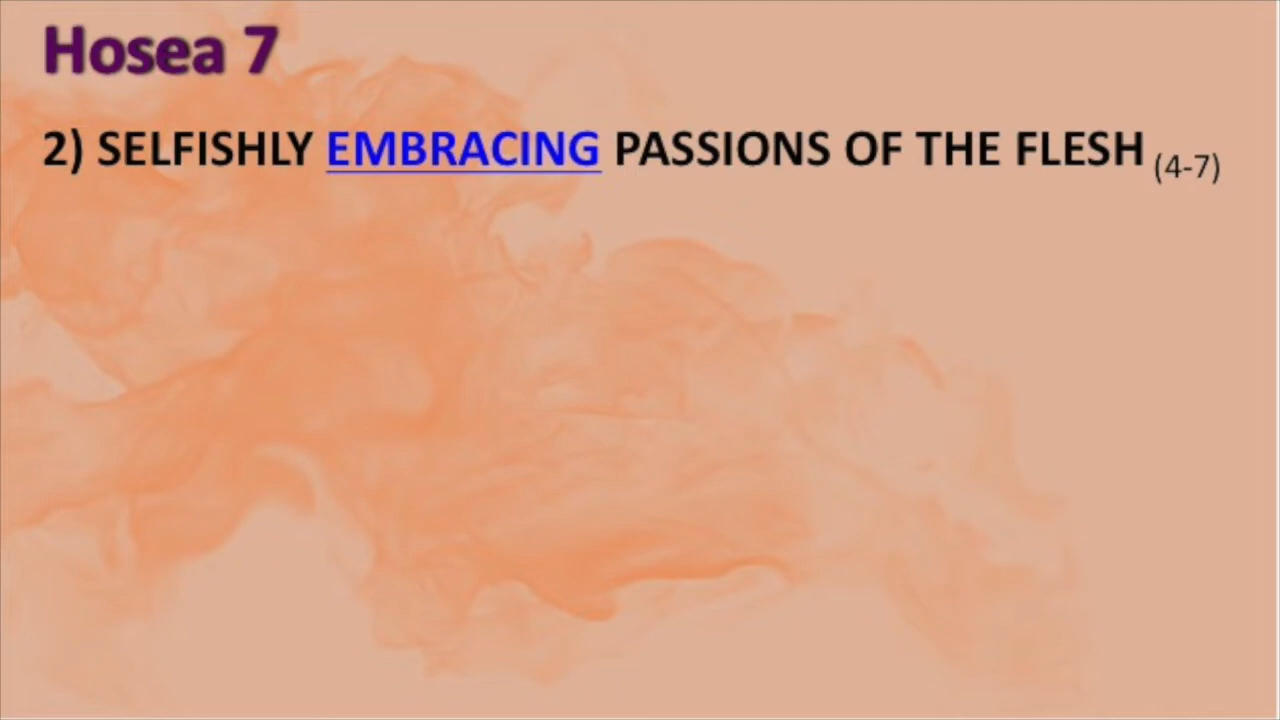 Hosea 7
2) SELFISHLY EMBRACING PASSIONS OF THE FLESH (4-7)